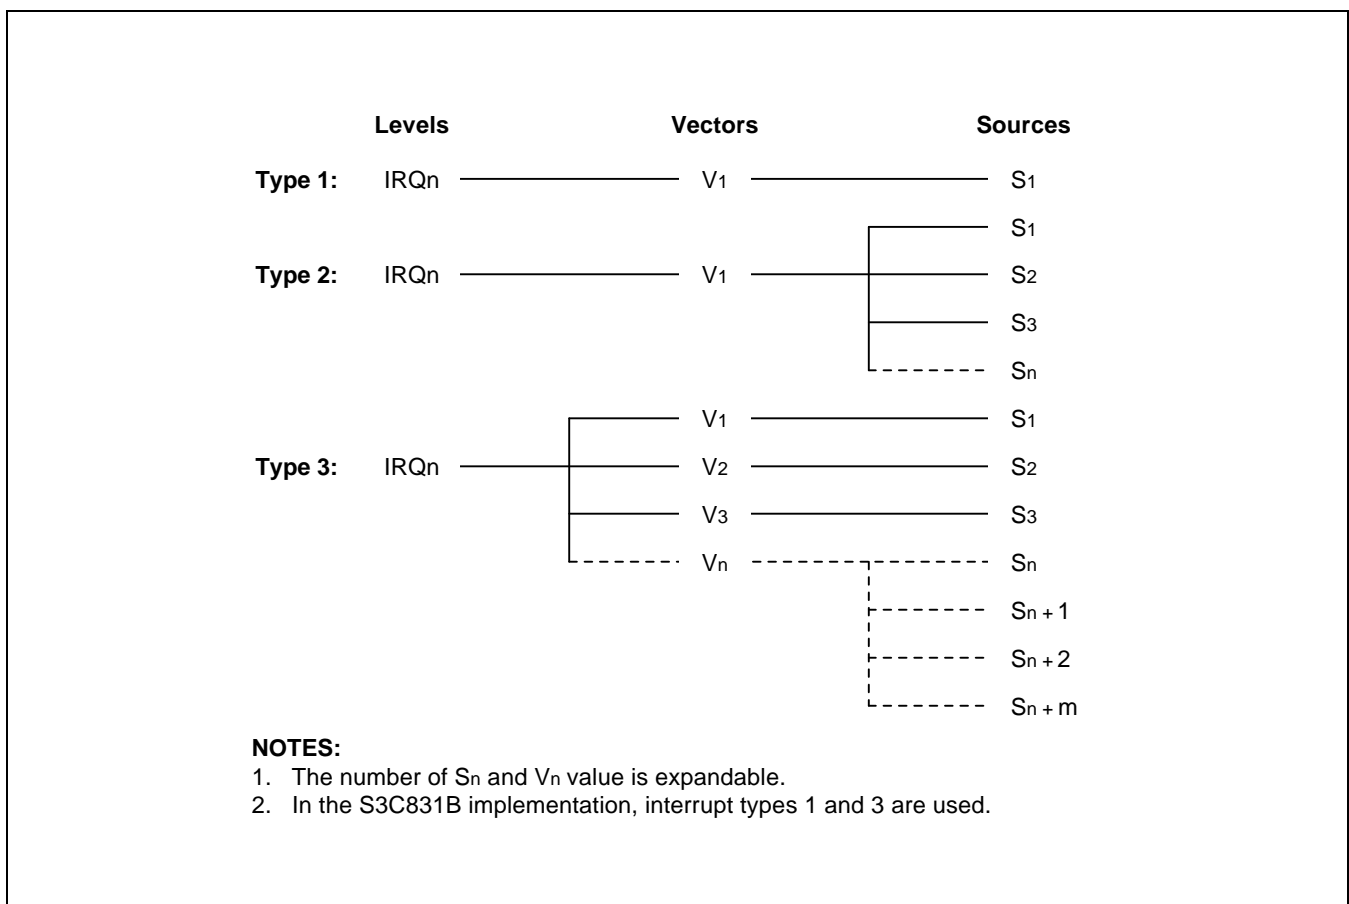 Levels Vectors Sources
Type 1: IRQn V1 S1
S1
Type 2: IRQn V1 S2
S3
Sn
V1 S1
Type 3: IRQn V2 S2
V3 S3
Vn Sn
Sn + 1
Sn + 2
Sn + m
NOTES:
1. The number of Sn and Vn value is expandable.
2. In the S3C831B implementation, interrupt types 1 and 3 are used.